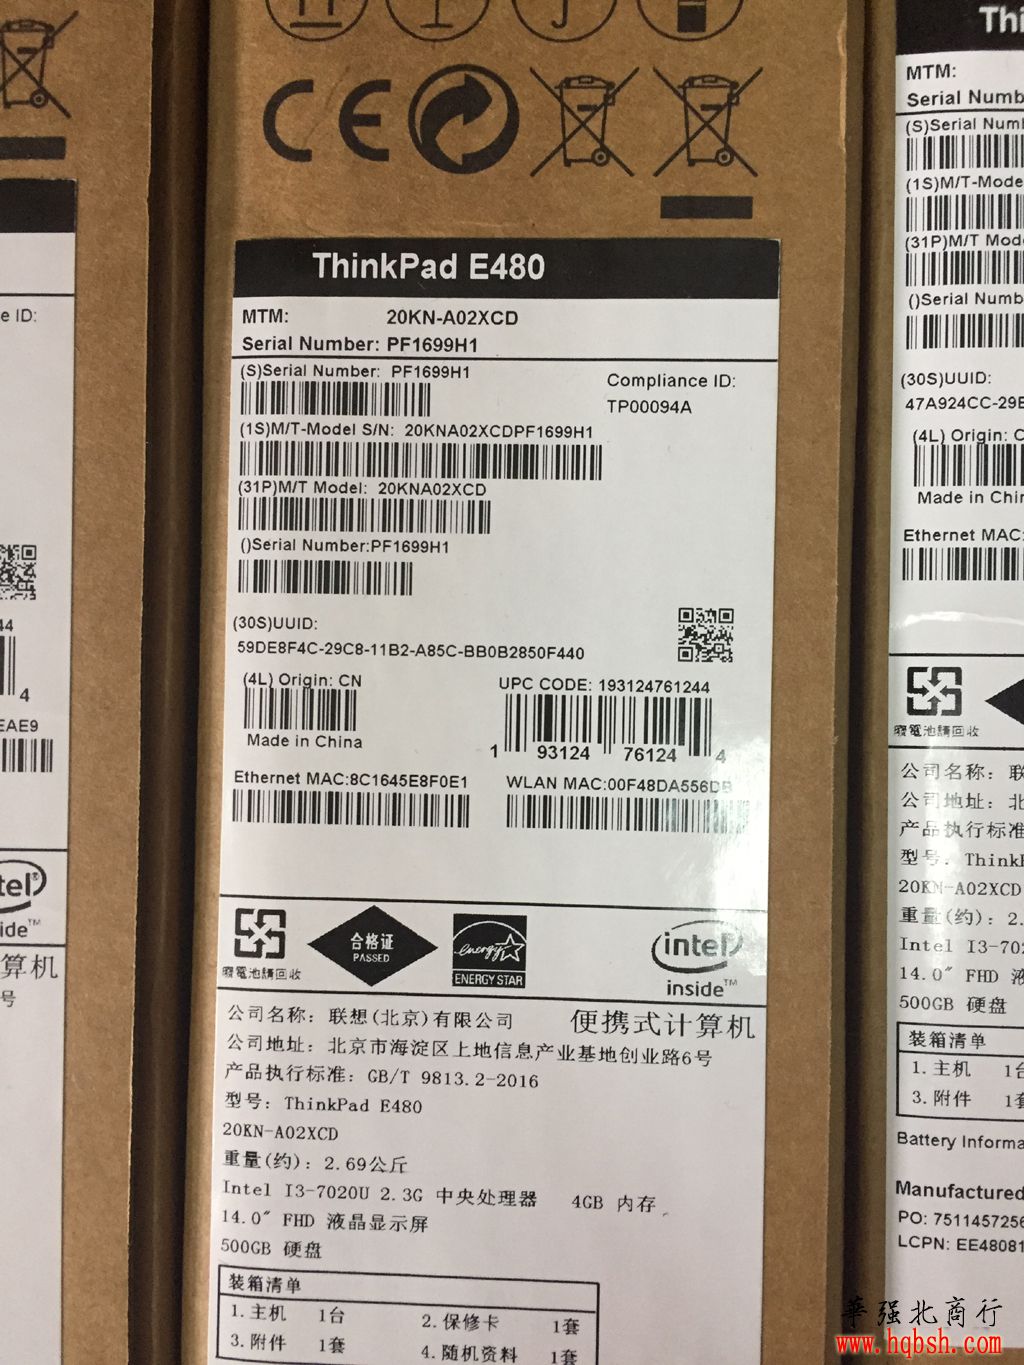 ThinkPad E480
MTM: 20KN-A02XCD
Serial Number: PF1699H1
(S)Serial Number: PF1699H1
Compliance ID:
TP00094A
(1S)M/T-Model S/N: 20KNA02XCDPF1699H1
(31P)M/T Model: 20KNA02XCD
()Serial Number:PF1699H1
(30S)UUID:
59DE8F4C-29C8-11B2-A85C-BB0B2850F440
(4L) Origin: CN
Made in China
UPC CODE: 193124761244
1 93124 76124 4
Ethernet MAC:8C1645E8F0E1
WLAN MAC:00F48DA556DB
廢電池請回收
合格证
PASSED
energy
ENERGY STAR
intel
inside™
公司名称: 联想(北京)有限公司
便携式计算机
公司地址: 北京市海淀区上地信息产业基地创业路6号
产品执行标准: GB/T 9813.2-2016
型号: ThinkPad E480
20KN-A02XCD
重量(约): 2.69公斤
Intel I3-7020U 2.3G 中央处理器 4GB 内存
14.0" FHD 液晶显示屏
500GB 硬盘
装箱清单
1.主机 1台 2.保修卡 1套
3.附件 1套 4.随机资料 1套
e ID:
44
4
EAE9
tel®
ide™
算机
号
MTM:
(S)Serial Num
(1S)M/T-Mode
(31P)M/T Mod
()Serial Numb
(30S)UUID:
47A924CC-29E
(4L) Origin: C
Made in Chin
Ethernet MAC:
廢電池請回收
公司名称: 联
公司地址: 北
产品执行标准
型号: Think
20KN-A02XCD
重量(约): 2.
Intel I3-702
14.0" FHD 液
500GB 硬盘
装箱清单
1.主机 1台
3.附件 1套
Battery Informa
Manufactured
PO: 7511457256
LCPN: EE48081
華强北商行
www.hqbsh.com